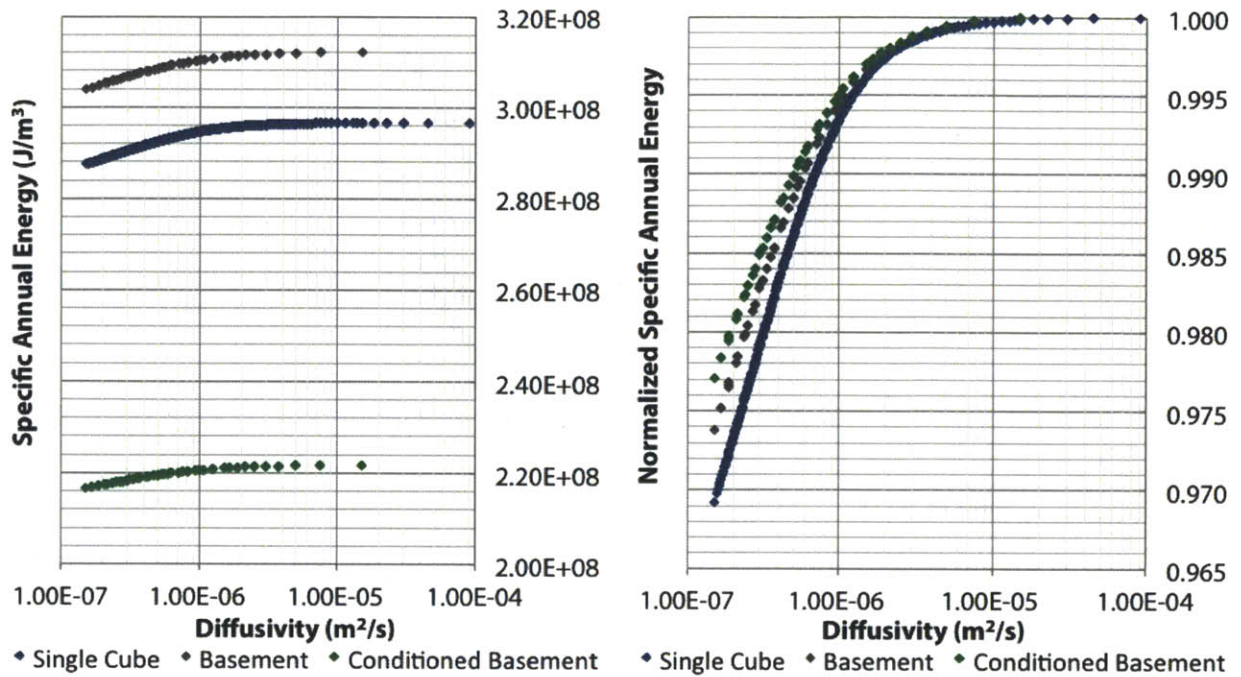 Specific Annual Energy (J/m³)
3.20E+08
3.00E+08
2.80E+08
2.60E+08
2.40E+08
2.20E+08
2.00E+08
1.00E-07 1.00E-06 1.00E-05 1.00E-04
Diffusivity (m²/s)
Single Cube Basement Conditioned Basement
Normalized Specific Annual Energy
1.000
0.995
0.990
0.985
0.980
0.975
0.970
0.965
1.00E-07 1.00E-06 1.00E-05 1.00E-04
Diffusivity (m²/s)
Single Cube Basement Conditioned Basement